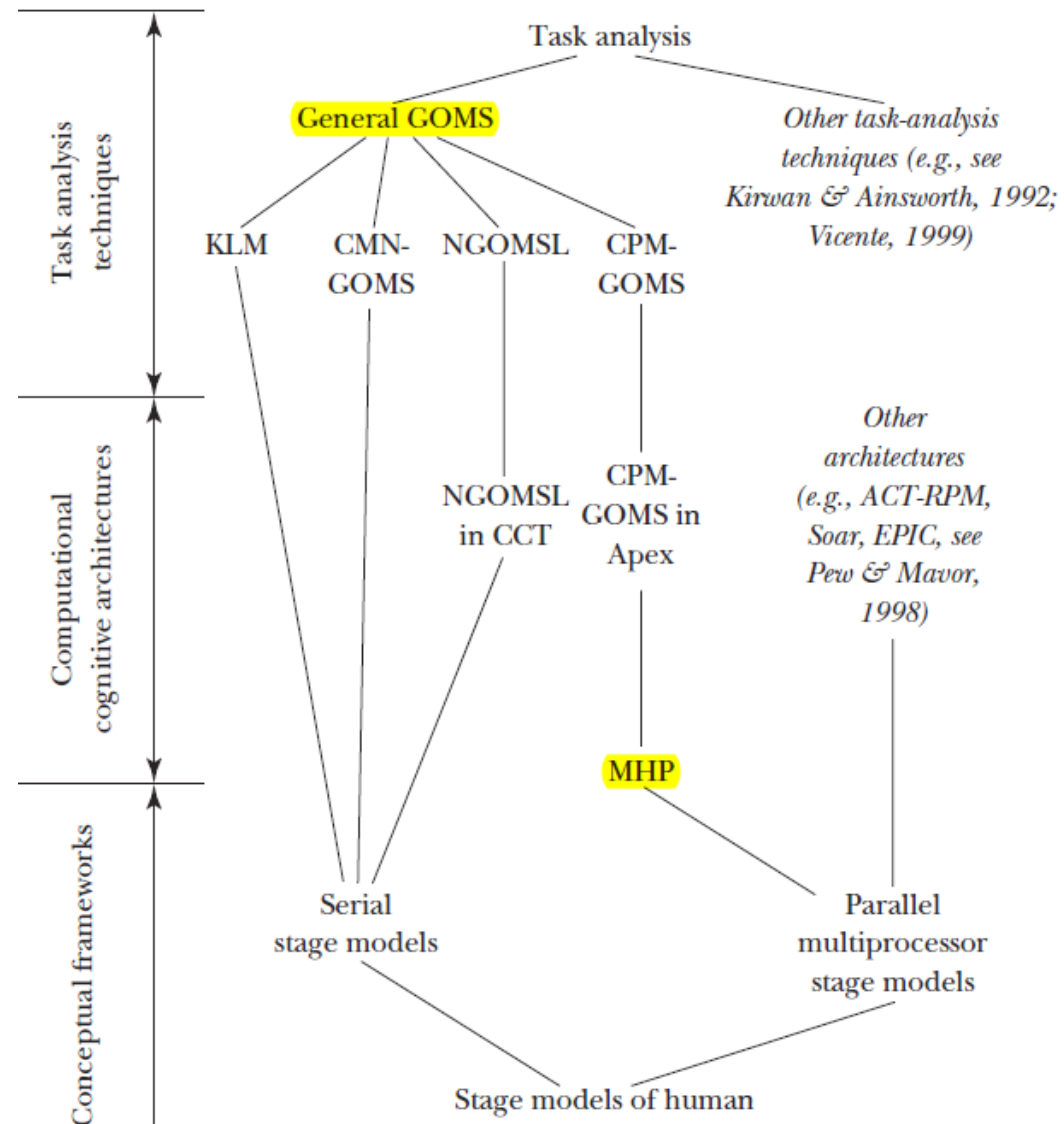 Task analysis
General GOMS
Other task-analysis
techniques (e.g., see
Kirwan & Ainsworth, 1992;
Vicente, 1999)
Task analysis
techniques
KLM
CMN-
GOMS
NGOMSL
CPM-
GOMS
Computational
cognitive architectures
NGOMSL
in CCT
CPM-
GOMS in
Apex
Other
architectures
(e.g., ACT-RPM,
Soar, EPIC, see
Pew & Mavor,
1998)
MHP
Conceptual frameworks
Serial
stage models
Parallel
multiprocessor
stage models
Stage models of human